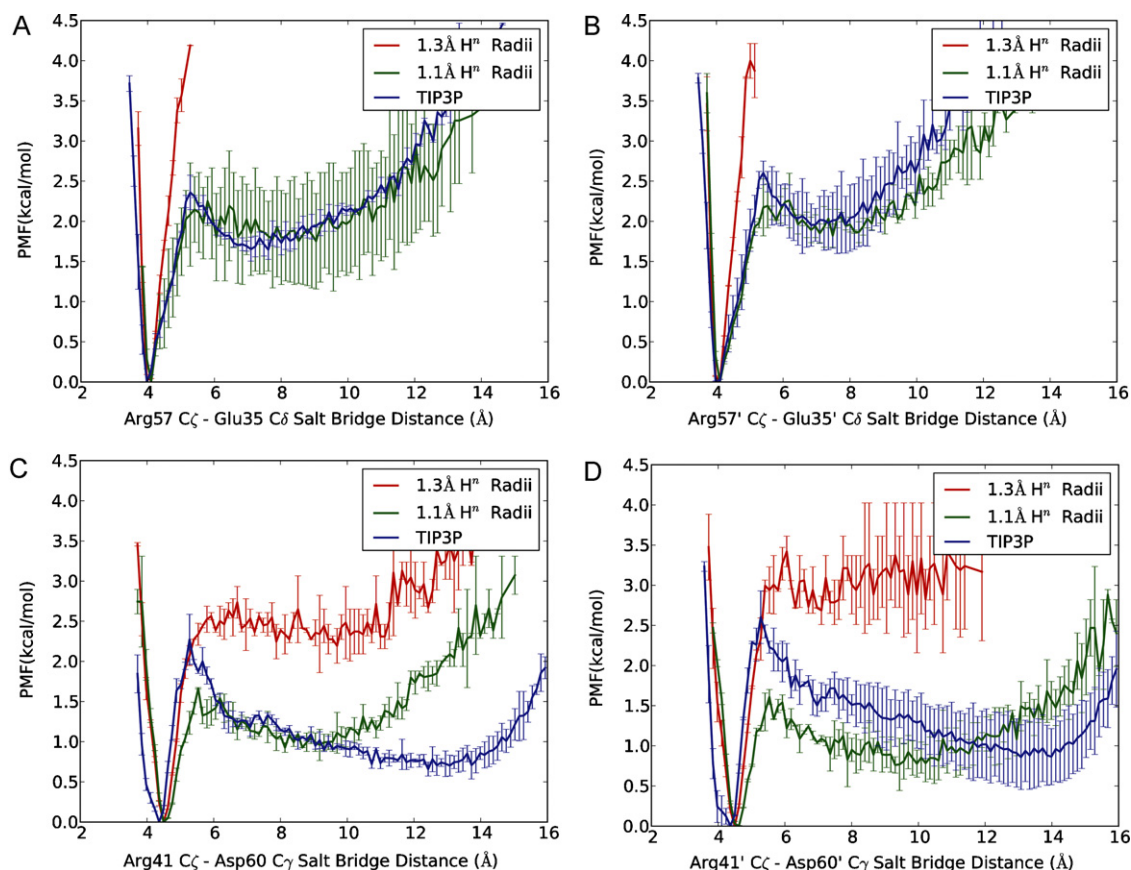 A
4.5
4.0
3.5
3.0
2.5
2.0
1.5
1.0
0.5
0.0
PMF(kcal/mol)
1.3Å Hⁿ Radii
1.1Å Hⁿ Radii
TIP3P
2 4 6 8 10 12 14 16
Arg57 Cζ - Glu35 Cδ Salt Bridge Distance (Å)
B
4.5
4.0
3.5
3.0
2.5
2.0
1.5
1.0
0.5
0.0
PMF(kcal/mol)
1.3Å Hⁿ Radii
1.1Å Hⁿ Radii
TIP3P
2 4 6 8 10 12 14 16
Arg57' Cζ - Glu35' Cδ Salt Bridge Distance (Å)
C
4.5
4.0
3.5
3.0
2.5
2.0
1.5
1.0
0.5
0.0
PMF(kcal/mol)
1.3Å Hⁿ Radii
1.1Å Hⁿ Radii
TIP3P
2 4 6 8 10 12 14 16
Arg41 Cζ - Asp60 Cγ Salt Bridge Distance (Å)
D
4.5
4.0
3.5
3.0
2.5
2.0
1.5
1.0
0.5
0.0
PMF(kcal/mol)
1.3Å Hⁿ Radii
1.1Å Hⁿ Radii
TIP3P
2 4 6 8 10 12 14 16
Arg41' Cζ - Asp60' Cγ Salt Bridge Distance (Å)